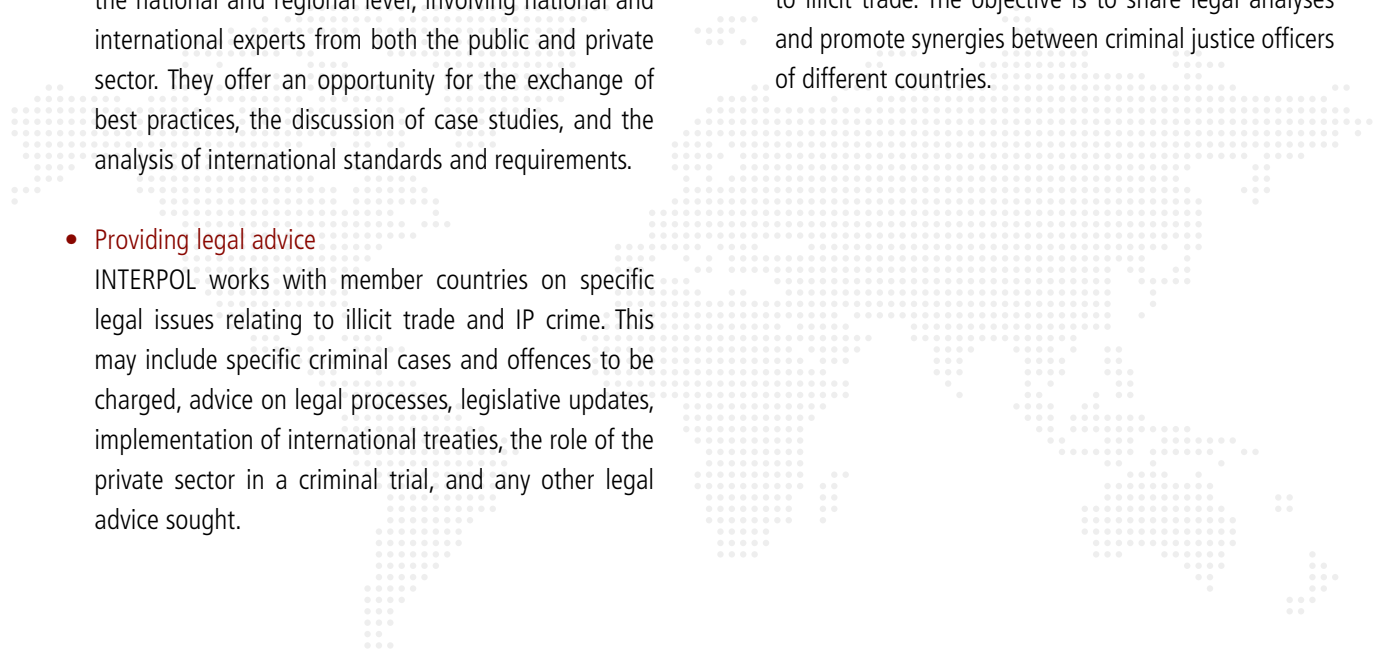 the national and regional level, involving national and
international experts from both the public and private
sector. They offer an opportunity for the exchange of
best practices, the discussion of case studies, and the
analysis of international standards and requirements.
• Providing legal advice
INTERPOL works with member countries on specific
legal issues relating to illicit trade and IP crime. This
may include specific criminal cases and offences to be
charged, advice on legal processes, legislative updates,
implementation of international treaties, the role of the
private sector in a criminal trial, and any other legal
advice sought.
to illicit trade. The objective is to share legal analyses
and promote synergies between criminal justice officers
of different countries.